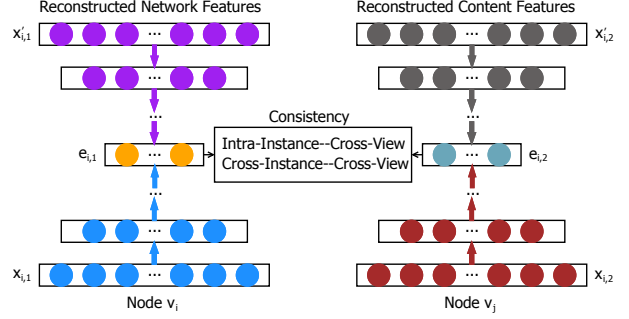 Reconstructed Network Features
Reconstructed Content Features
x′i,1
...
...
x′i,2
...
...
...
...
Consistency
Intra-Instance--Cross-View
Cross-Instance--Cross-View
ei,1
...
...
ei,2
...
...
...
...
xi,1
...
...
xi,2
Node vi
Node vj